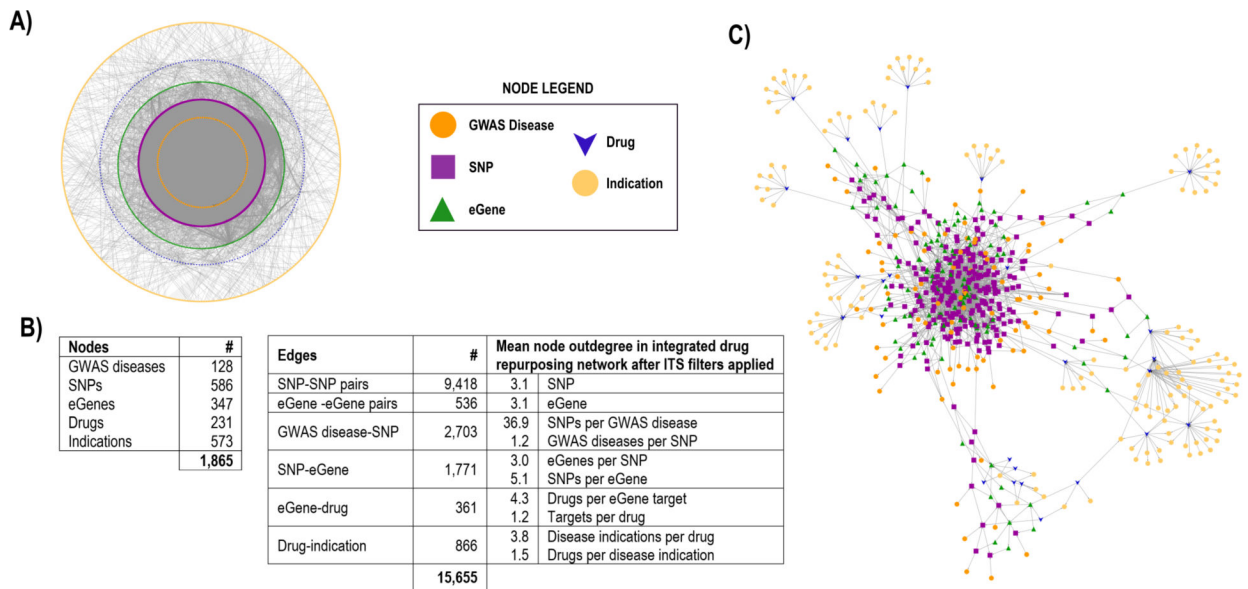 A)
NODE LEGEND
GWAS Disease
SNP
eGene
Drug
Indication
B)
Nodes #
GWAS diseases 128
SNPs 586
eGenes 347
Drugs 231
Indications 573
1,865
Edges # Mean node outdegree in integrated drug
repurposing network after ITS filters applied
SNP-SNP pairs 9,418 3.1 SNP
eGene -eGene pairs 536 3.1 eGene
GWAS disease-SNP 2,703 36.9 SNPs per GWAS disease
1.2 GWAS diseases per SNP
SNP-eGene 1,771 3.0 eGenes per SNP
5.1 SNPs per eGene
eGene-drug 361 4.3 Drugs per eGene target
1.2 Targets per drug
Drug-indication 866 3.8 Disease indications per drug
1.5 Drugs per disease indication
15,655
C)